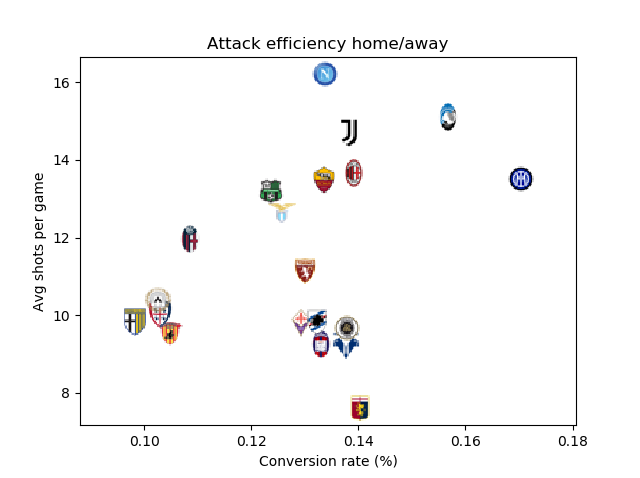 Attack efficiency home/away
Avg shots per game
16
14
12
10
8
N
0.10
0.12
0.14
0.16
0.18
Conversion rate (%)